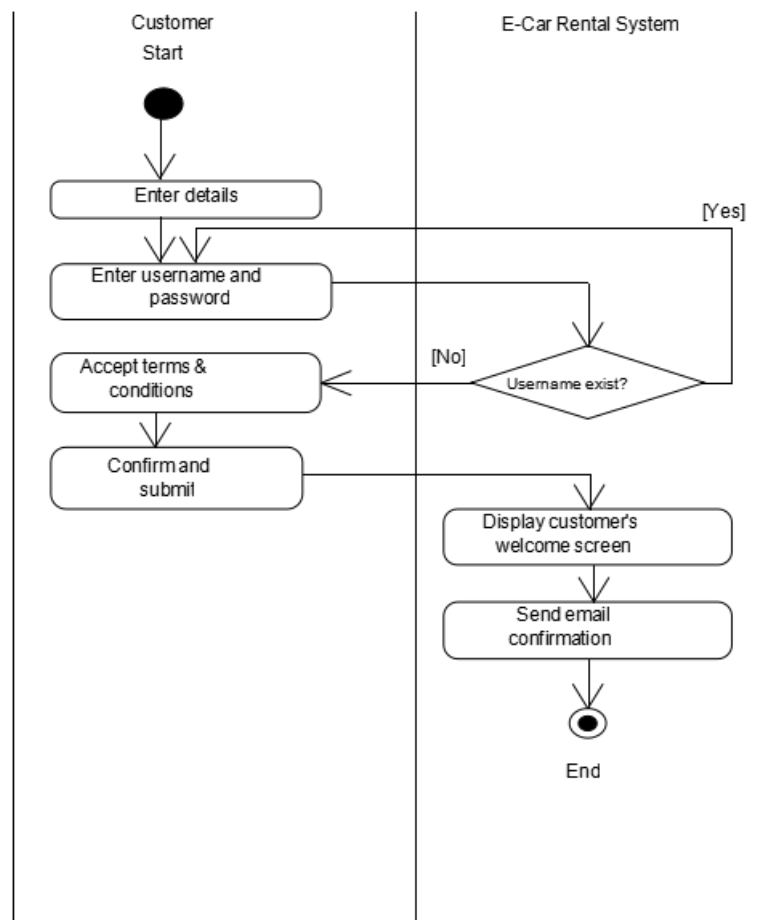 Customer
E-Car Rental System
Start
Enter details
[Yes]
Enter username and
password
[No]
Username exist?
Accept terms &
conditions
Confirm and
submit
Display customer's
welcome screen
Send email
confirmation
End